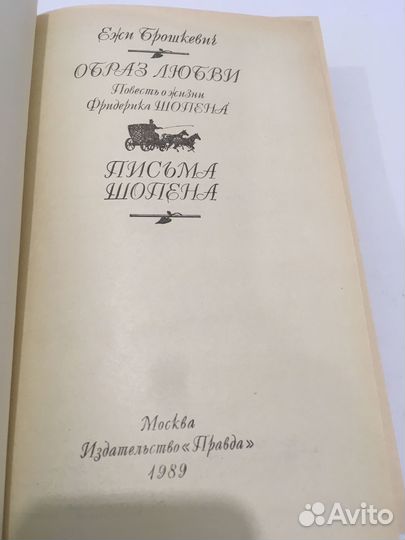 Ежи Брошкевич
ОБРАЗ ЛЮБВИ
Повесть о жизни
Фридерика ШОПЕНА
ПИСЬМА
ШОПЕНА
Москва
Издательство «Правда»
1989
Avito